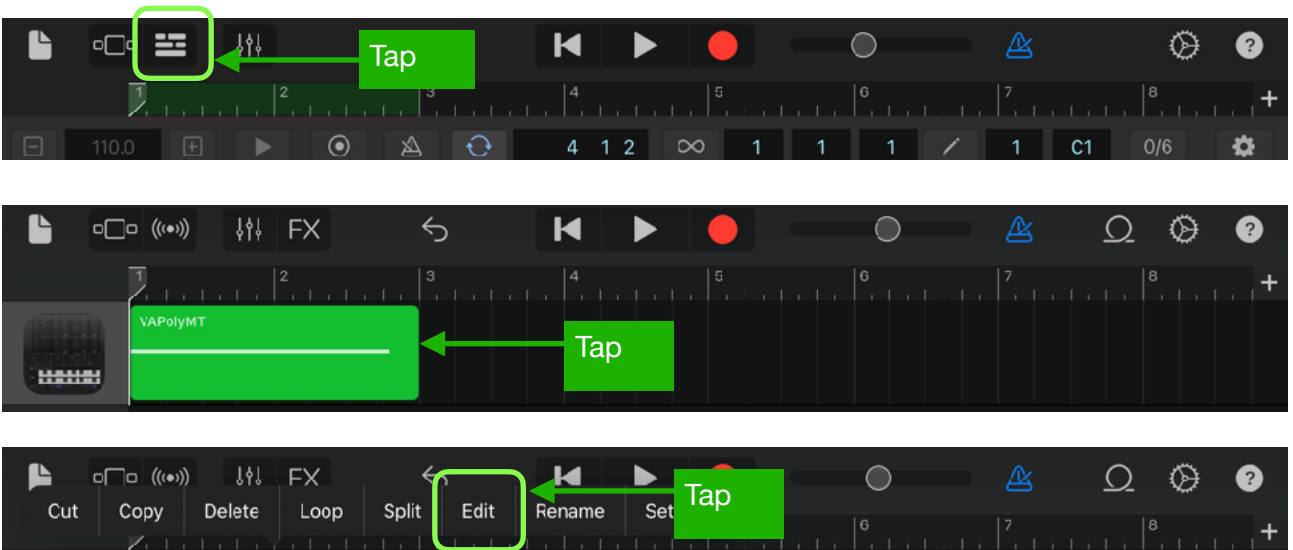 Tap
1 2 3 4 5 6 7 8 +
110.0 4 1 2 1 1 1 1 C1 0/6
FX ?
1 2 3 4 5 6 7 8 +
VAPolyMT
Tap
FX ?
Tap
Cut Copy Delete Loop Split Edit Rename Set
6 7 8 +